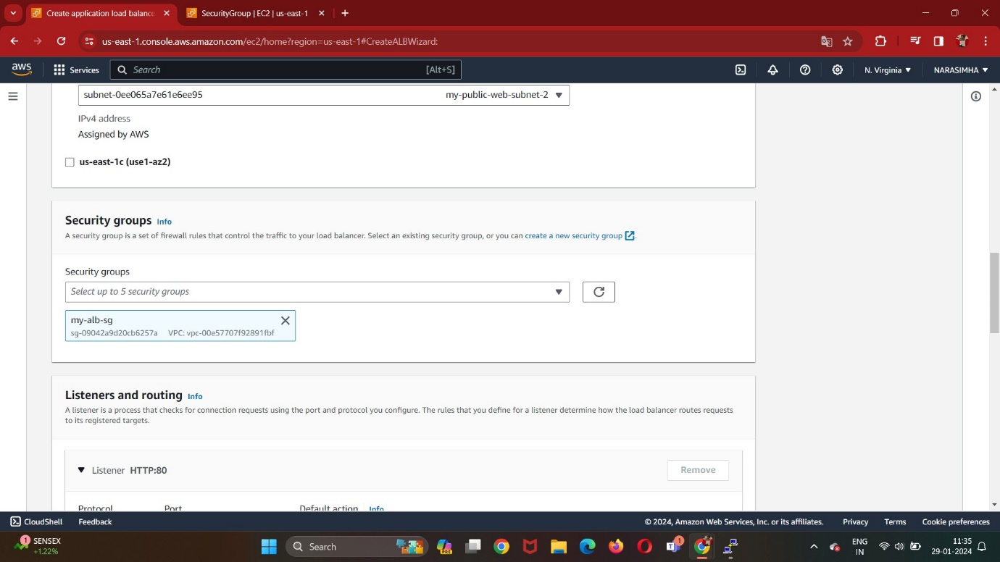 Create application load balance
SecurityGroup | EC2 | us-east-1
us-east-1.console.aws.amazon.com/ec2/home?region=us-east-1#CreateALBWizard:
aws
Services
Search
[Alt+S]
N. Virginia
NARASIMHA
subnet-0ee065a7e61e6ee95
my-public-web-subnet-2
IPv4 address
Assigned by AWS
us-east-1c (use1-az2)
Security groups Info
A security group is a set of firewall rules that control the traffic to your load balancer. Select an existing security group, or you can create a new security group.
Security groups
Select up to 5 security groups
my-alb-sg
sg-09042a9d20cb6257a VPC: vpc-00e57707f92891fbf
Listeners and routing Info
A listener is a process that checks for connection requests using the port and protocol you configure. The rules that you define for a listener determine how the load balancer routes requests
to its registered targets.
Listener HTTP:80
Remove
Protocol
Port
Default action Info
CloudShell
Feedback
© 2024, Amazon Web Services, Inc. or its affiliates.
Privacy
Terms
Cookie preferences
1
SENSEX
+1.22%
Search
PRE
1
ENG
IN
11:35
29-01-2024